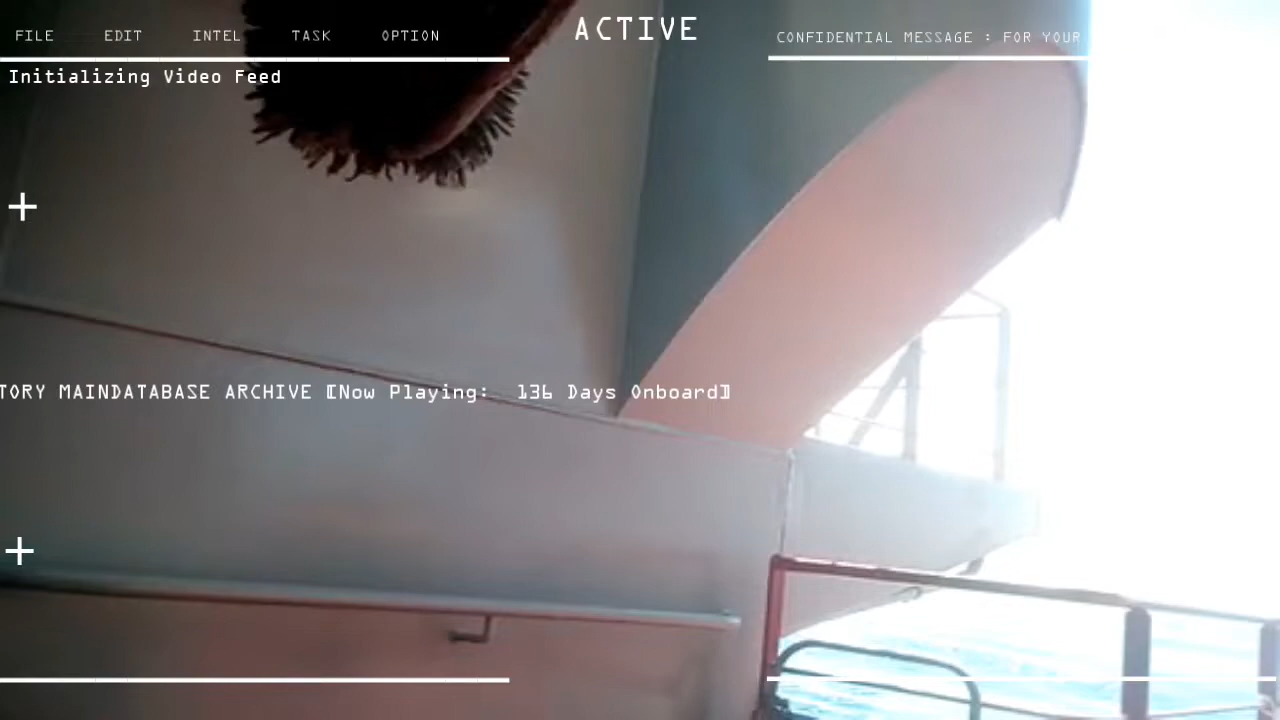 FILE EDIT INTEL TASK OPTION
ACTIVE
CONFIDENTIAL MESSAGE : FOR YOUR
Initializing Video Feed
TORY MAINDATABASE ARCHIVE [Now Playing: 136 Days Onboard]